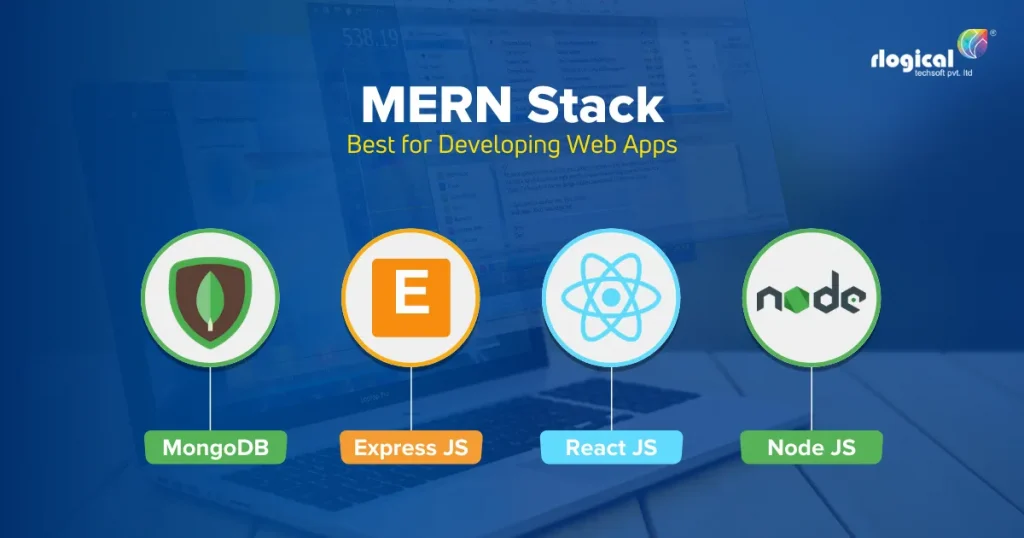 rlogical
techsoft pvt. ltd
MERN Stack
Best for Developing Web Apps
E
node
MongoDB
Express JS
React JS
Node JS